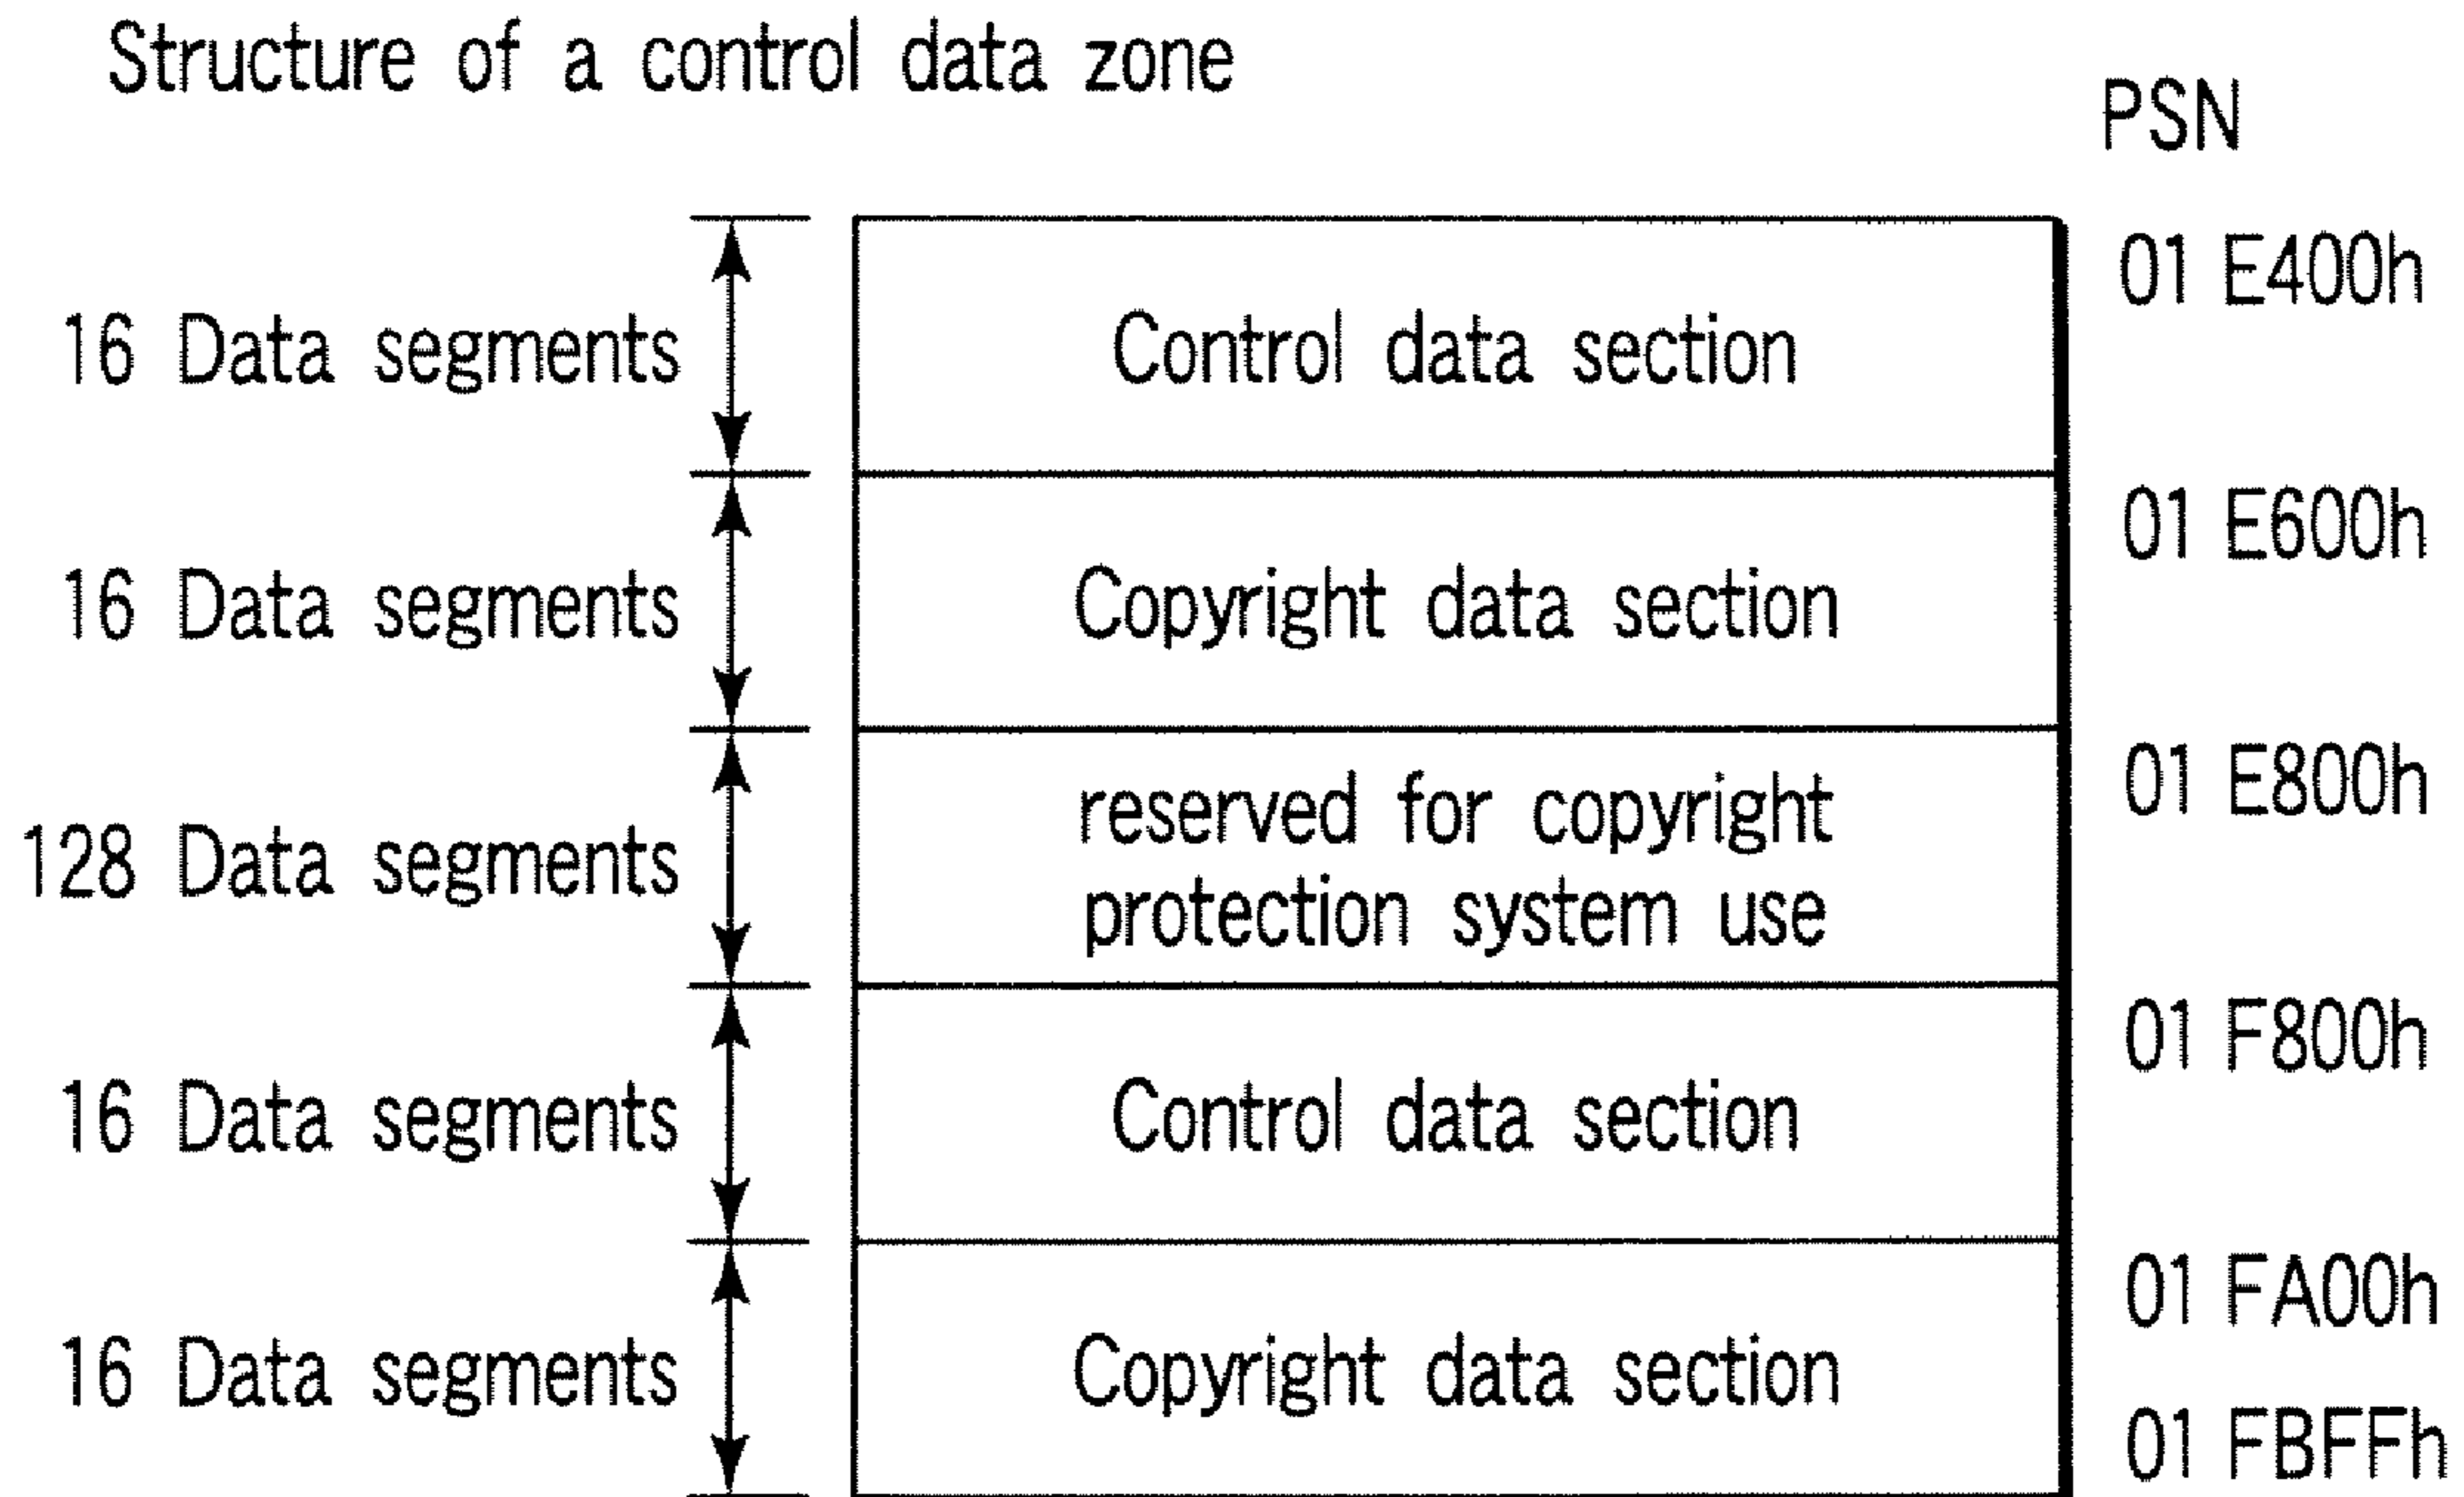 Structure of a control data zone
PSN
01 E400h
16 Data segments
Control data section
01 E600h
16 Data segments
Copyright data section
01 E800h
128 Data segments
reserved for copyright
protection system use
01 F800h
16 Data segments
Control data section
01 FA00h
16 Data segments
Copyright data section
01 FBFFh